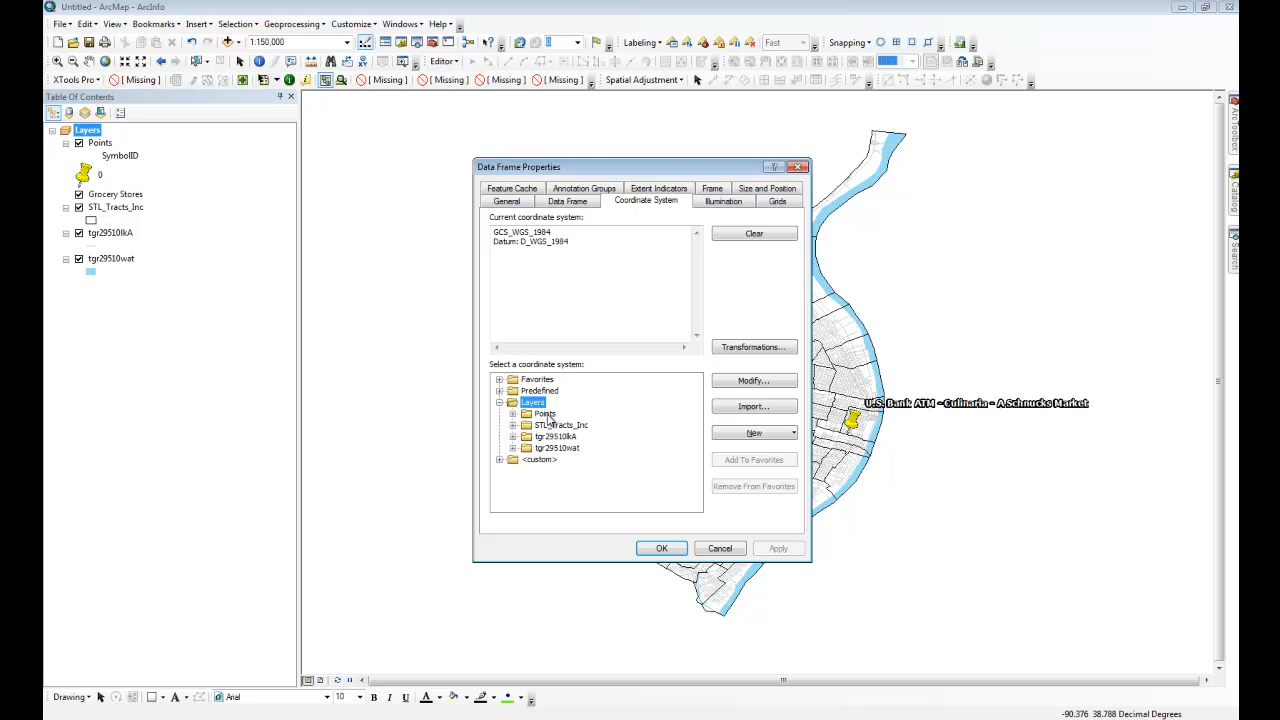 Untitled - ArcMap - ArcInfo
File Edit View Bookmarks Insert Selection Geoprocessing Customize Windows Help
1:150,000 Labeling Fast Snapping
Editor
XTools Pro [ Missing ] [ Missing ] [ Missing ] [ Missing ] [ Missing ] Spatial Adjustment
Table Of Contents
Layers
Points
SymbolID
0
Grocery Stores
STL_Tracts_Inc
tgr29510lkA
tgr29510wat
Data Frame Properties
Feature Cache Annotation Groups Extent Indicators Frame Size and Position
General Data Frame Coordinate System Illumination Grids
Current coordinate system:
GCS_WGS_1984
Datum: D_WGS_1984
Clear
Transformations...
Select a coordinate system:
Favorites
Predefined
Layers
Points
STL_Tracts_Inc
tgr29510lkA
tgr29510wat
<custom>
Modify...
Import...
New
Add To Favorites
Remove From Favorites
OK Cancel Apply
U.S. Bank ATM - Culinaria - A Schnucks Market
ArcToolbox
Catalog
Search
Drawing Arial 10 B I U A
-90.376 38.788 Decimal Degrees